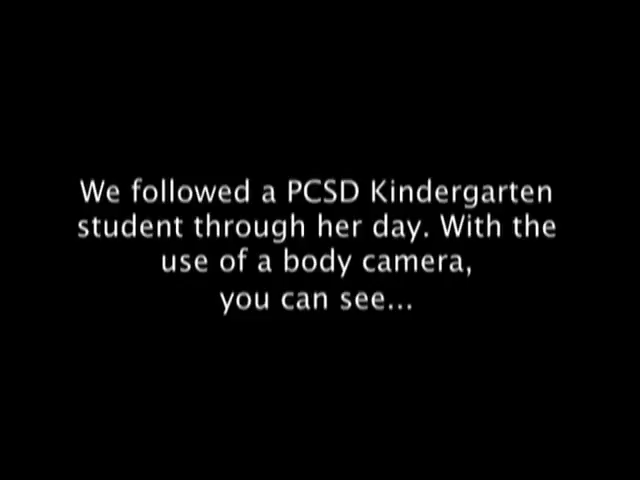 We followed a PCSD Kindergarten
student through her day. With the
use of a body camera,
you can see...